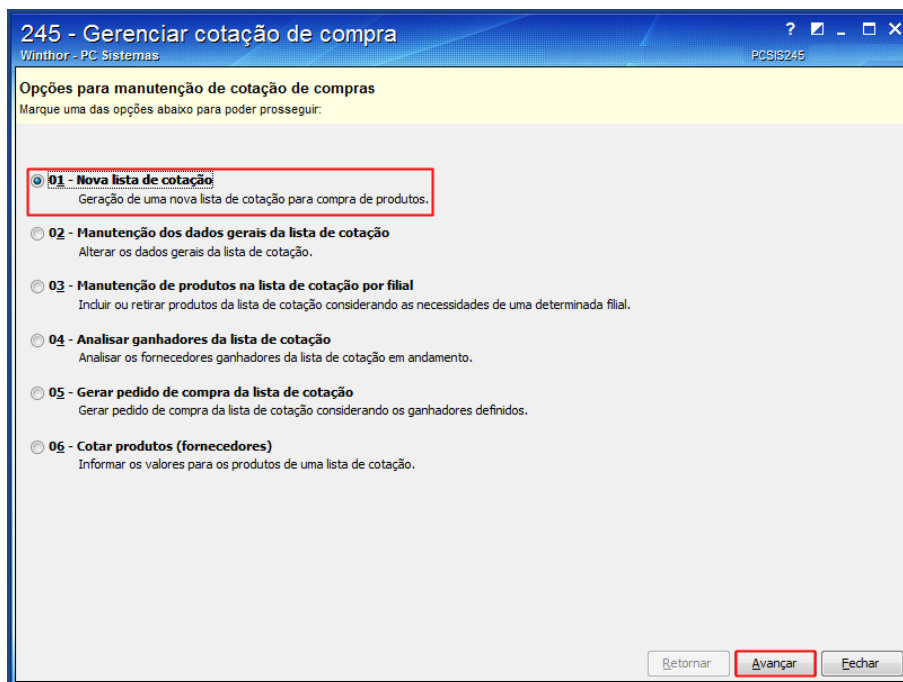 245 - Gerenciar cotação de compra
Winthor - PC Sistemas
PCSIS245
Opções para manutenção de cotação de compras
Marque uma das opções abaixo para poder prosseguir:
01 - Nova lista de cotação
Geração de uma nova lista de cotação para compra de produtos.
02 - Manutenção dos dados gerais da lista de cotação
Alterar os dados gerais da lista de cotação.
03 - Manutenção de produtos na lista de cotação por filial
Incluir ou retirar produtos da lista de cotação considerando as necessidades de uma determinada filial.
04 - Analisar ganhadores da lista de cotação
Analisar os fornecedores ganhadores da lista de cotação em andamento.
05 - Gerar pedido de compra da lista de cotação
Gerar pedido de compra da lista de cotação considerando os ganhadores definidos.
06 - Cotar produtos (fornecedores)
Informar os valores para os produtos de uma lista de cotação.
Retornar
Avançar
Fechar